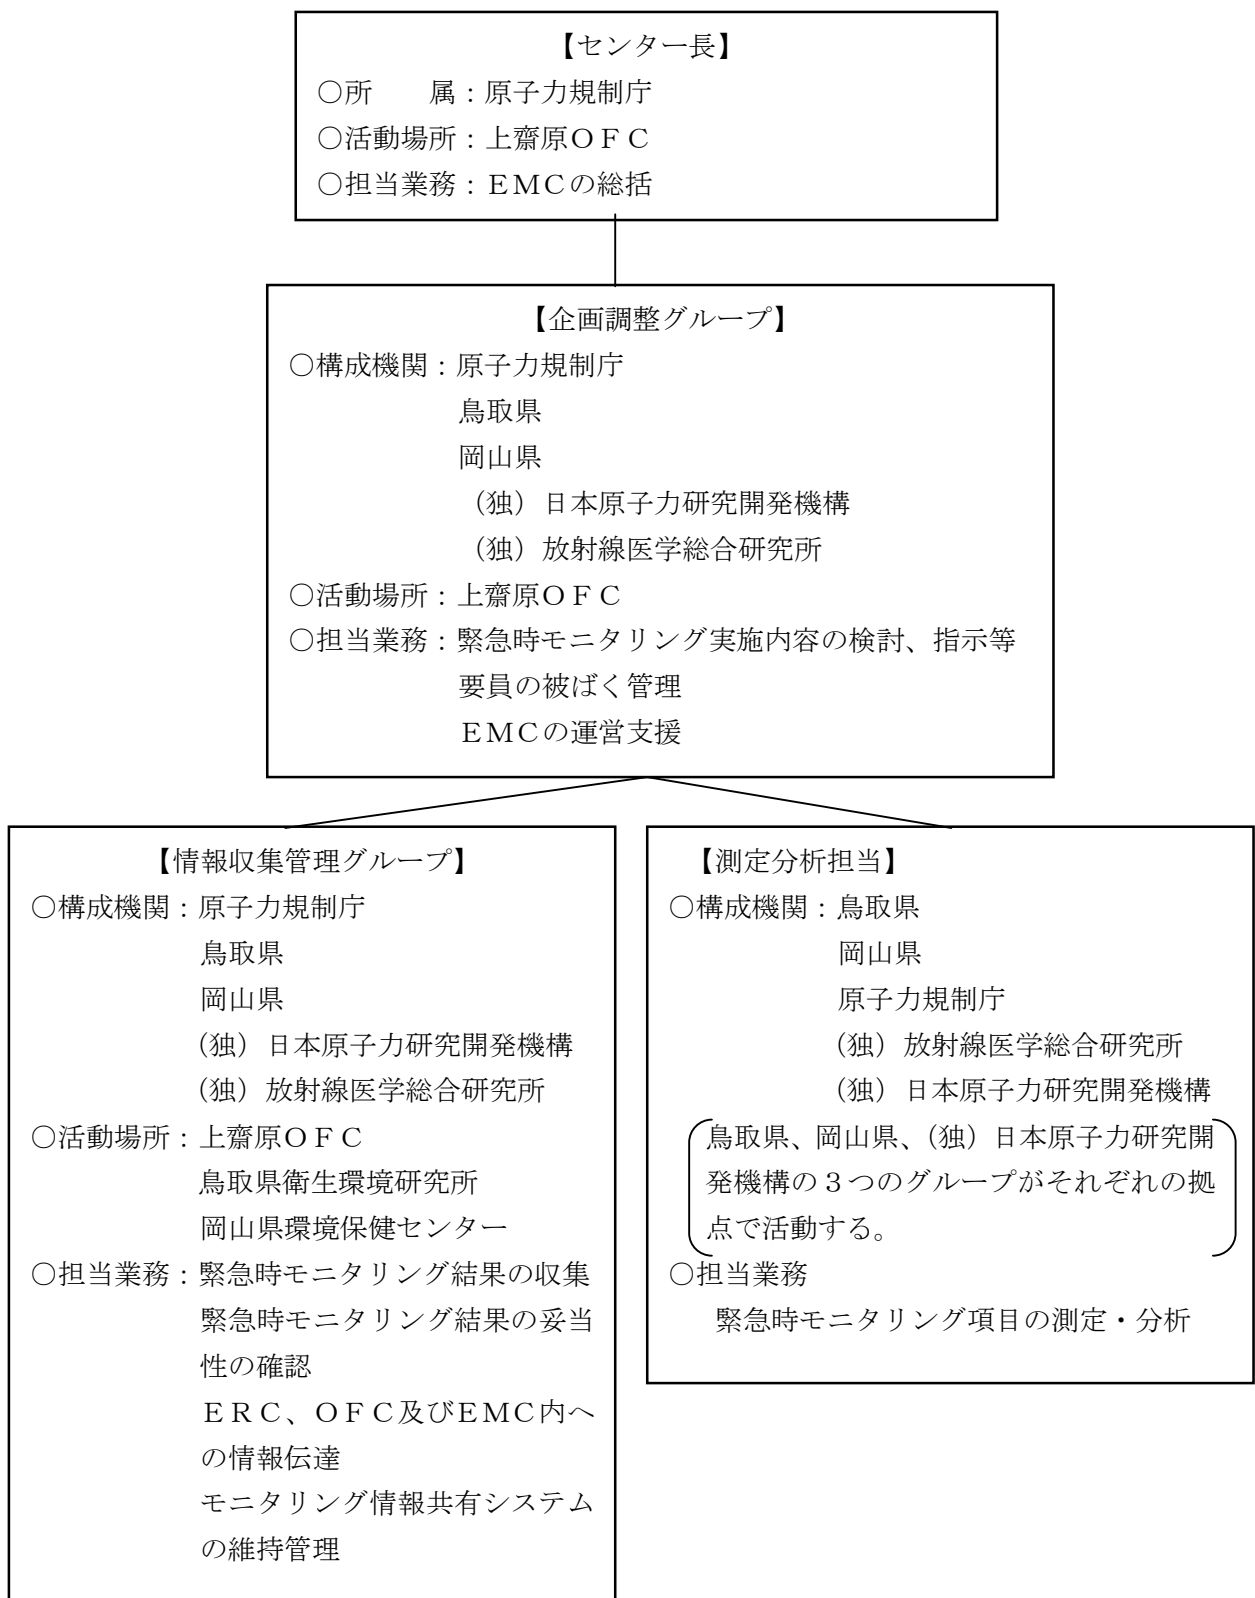 【センター長】
○所　　属：原子力規制庁
○活動場所：上齋原ＯＦＣ
○担当業務：ＥＭＣの総括
【企画調整グループ】
○構成機関：原子力規制庁
鳥取県
岡山県
（独）日本原子力研究開発機構
（独）放射線医学総合研究所
○活動場所：上齋原ＯＦＣ
○担当業務：緊急時モニタリング実施内容の検討、指示等
要員の被ばく管理
ＥＭＣの運営支援
【情報収集管理グループ】
○構成機関：原子力規制庁
鳥取県
岡山県
（独）日本原子力研究開発機構
（独）放射線医学総合研究所
○活動場所：上齋原ＯＦＣ
鳥取県衛生環境研究所
岡山県環境保健センター
○担当業務：緊急時モニタリング結果の収集
緊急時モニタリング結果の妥当
性の確認
ＥＲＣ、ＯＦＣ及びＥＭＣ内へ
の情報伝達
モニタリング情報共有システム
の維持管理
【測定分析担当】
○構成機関：鳥取県
岡山県
原子力規制庁
（独）放射線医学総合研究所
（独）日本原子力研究開発機構
鳥取県、岡山県、（独）日本原子力研究開
発機構の３つのグループがそれぞれの拠
点で活動する。
○担当業務
緊急時モニタリング項目の測定・分析